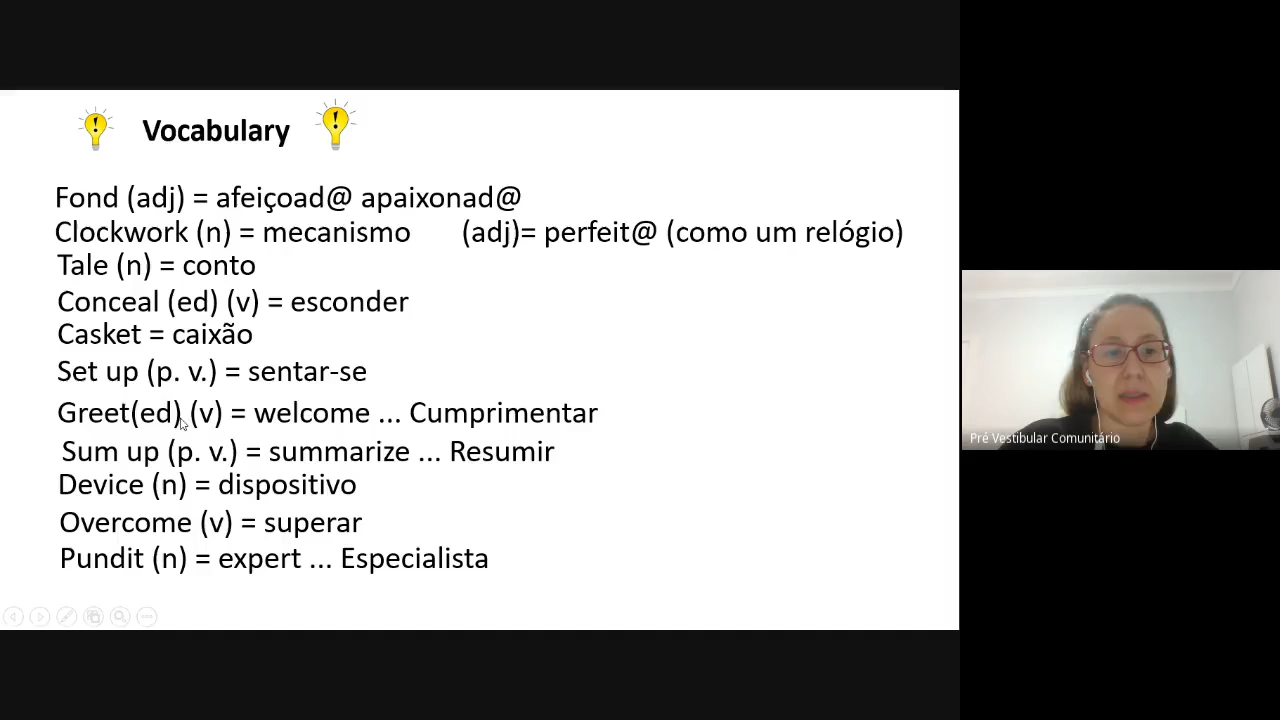 Vocabulary
Fond (adj) = afeiçoad@ apaixonad@
Clockwork (n) = mecanismo (adj)= perfeit@ (como um relógio)
Tale (n) = conto
Conceal (ed) (v) = esconder
Casket = caixão
Set up (p. v.) = sentar-se
Greet(ed) (v) = welcome ... Cumprimentar
Sum up (p. v.) = summarize ... Resumir
Device (n) = dispositivo
Overcome (v) = superar
Pundit (n) = expert ... Especialista
Pré Vestibular Comunitário